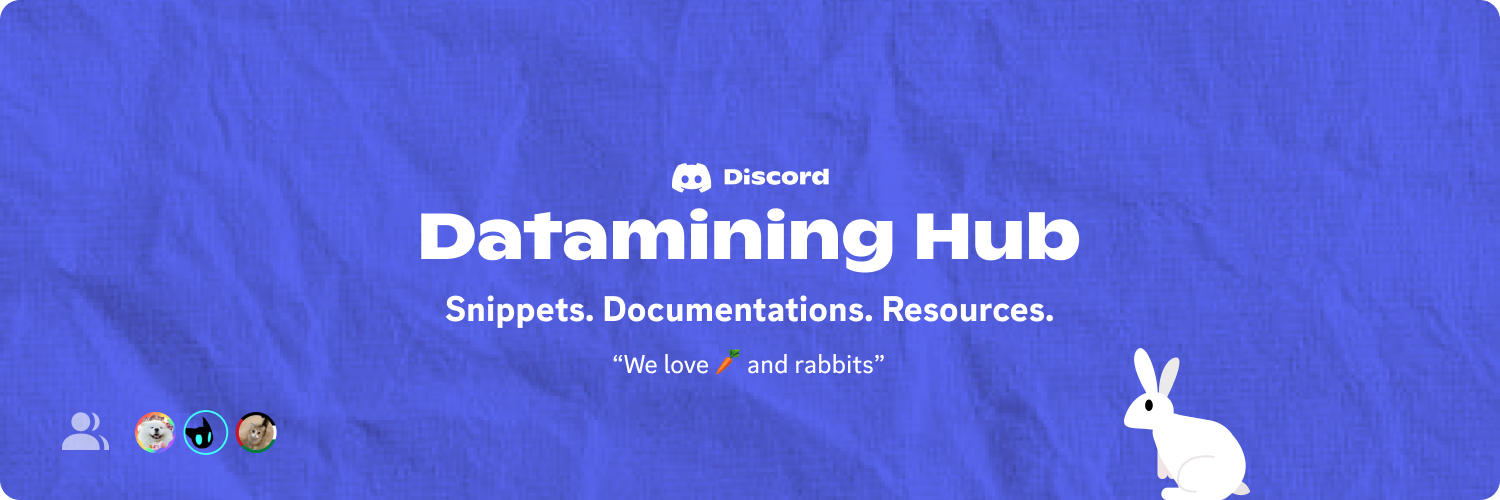 Discord
Datamining Hub
Snippets. Documentations. Resources.
“We love 🥕 and rabbits”